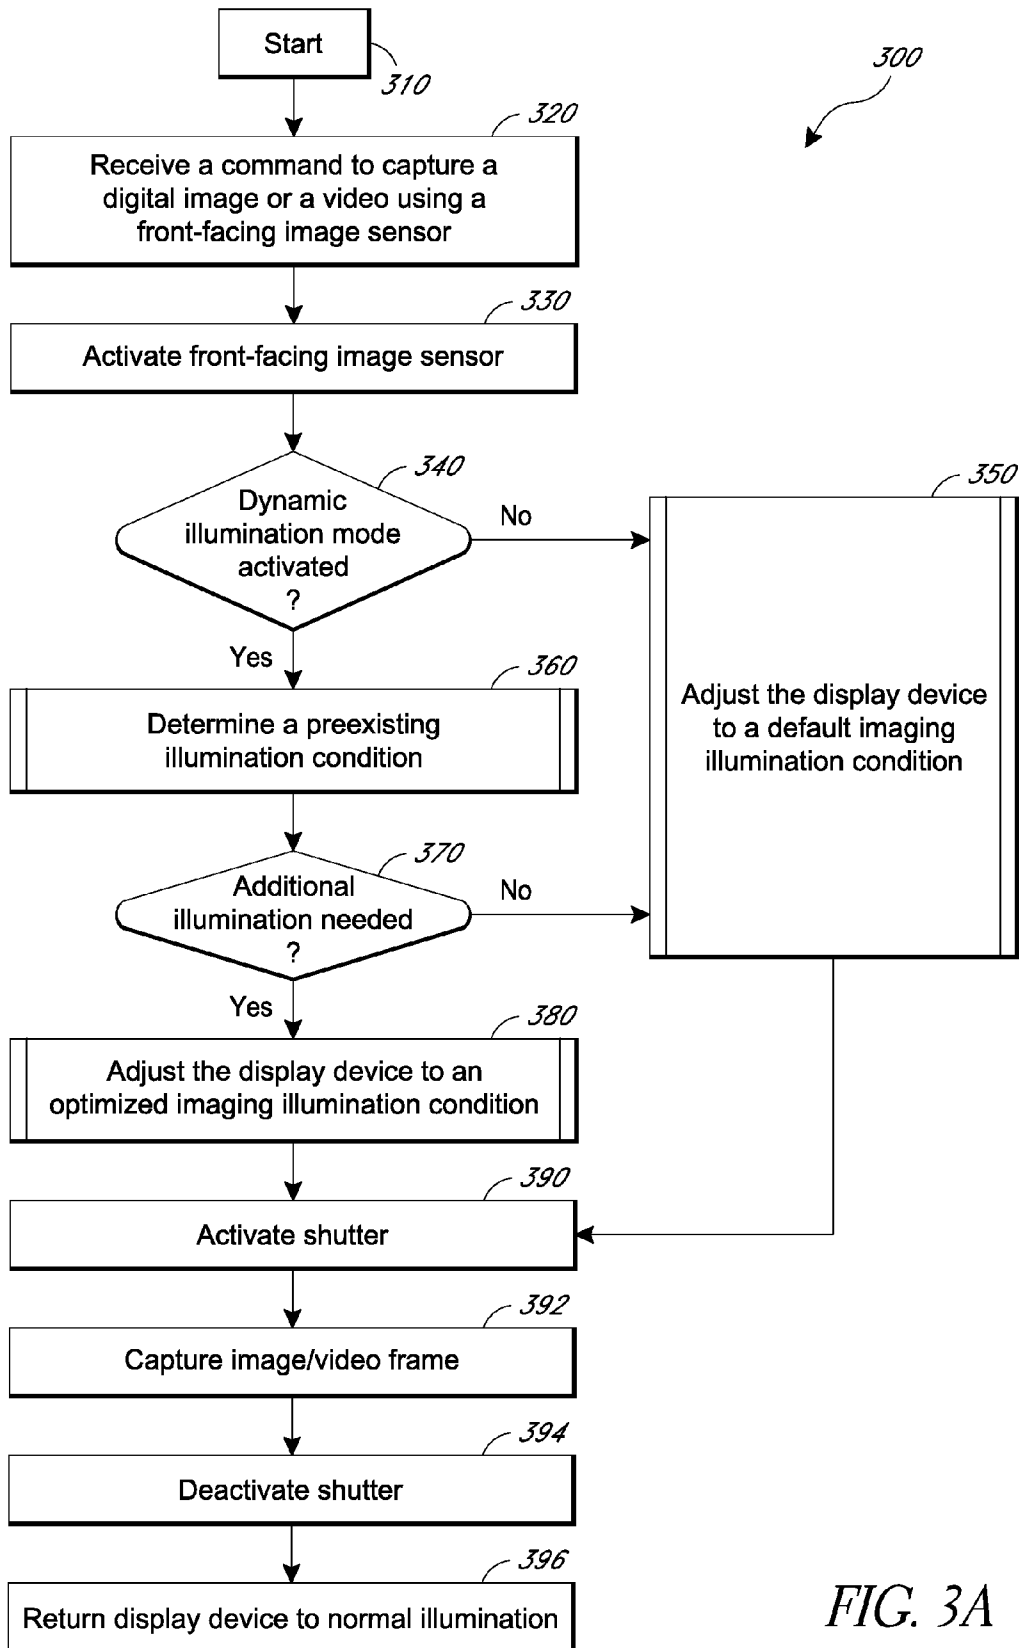 Start
310
300
320
Receive a command to capture a
digital image or a video using a
front-facing image sensor
330
Activate front-facing image sensor
340
Dynamic
illumination mode
activated
?
No
Yes
350
Adjust the display device
to a default imaging
illumination condition
360
Determine a preexisting
illumination condition
370
Additional
illumination needed
?
No
Yes
380
Adjust the display device to an
optimized imaging illumination condition
390
Activate shutter
392
Capture image/video frame
394
Deactivate shutter
396
Return display device to normal illumination
FIG. 3A